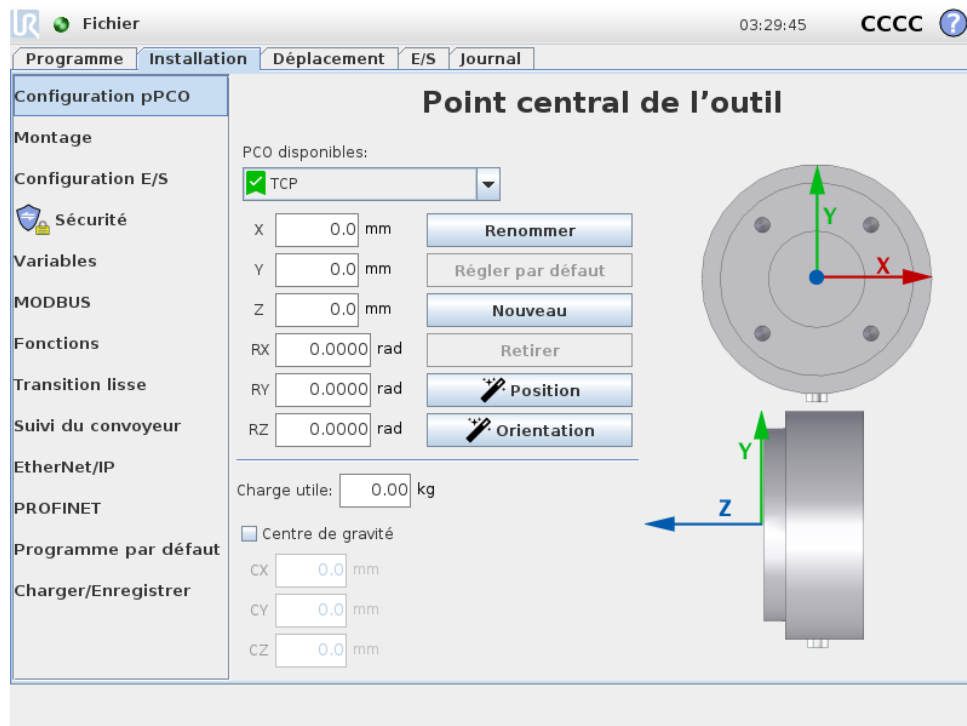 UR Fichier 03:29:45 CCCC ?
Programme Installation Déplacement E/S Journal
Configuration pPCO
Montage
Configuration E/S
Sécurité
Variables
MODBUS
Fonctions
Transition lisse
Suivi du convoyeur
EtherNet/IP
PROFINET
Programme par défaut
Charger/Enregistrer
Point central de l’outil
PCO disponibles:
TCP
X 0.0 mm Renommer
Y 0.0 mm Régler par défaut
Z 0.0 mm Nouveau
RX 0.0000 rad Retirer
RY 0.0000 rad Position
RZ 0.0000 rad Orientation
Charge utile: 0.00 kg
Centre de gravité
CX 0.0 mm
CY 0.0 mm
CZ 0.0 mm
Y
X
Y
Z